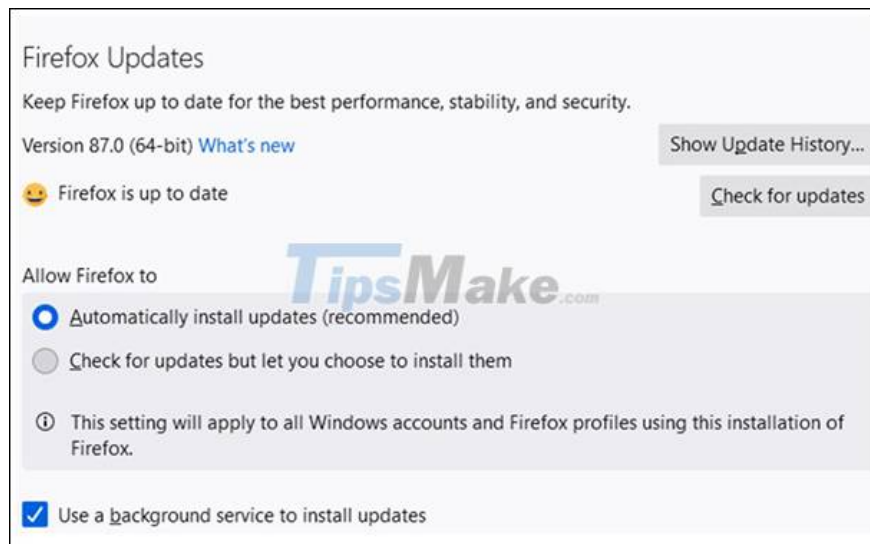 Firefox Updates
Keep Firefox up to date for the best performance, stability, and security.
Version 87.0 (64-bit) What's new
Show Update History...
Firefox is up to date
Check for updates
TipsMake.com
Allow Firefox to
Automatically install updates (recommended)
Check for updates but let you choose to install them
This setting will apply to all Windows accounts and Firefox profiles using this installation of
Firefox.
Use a background service to install updates